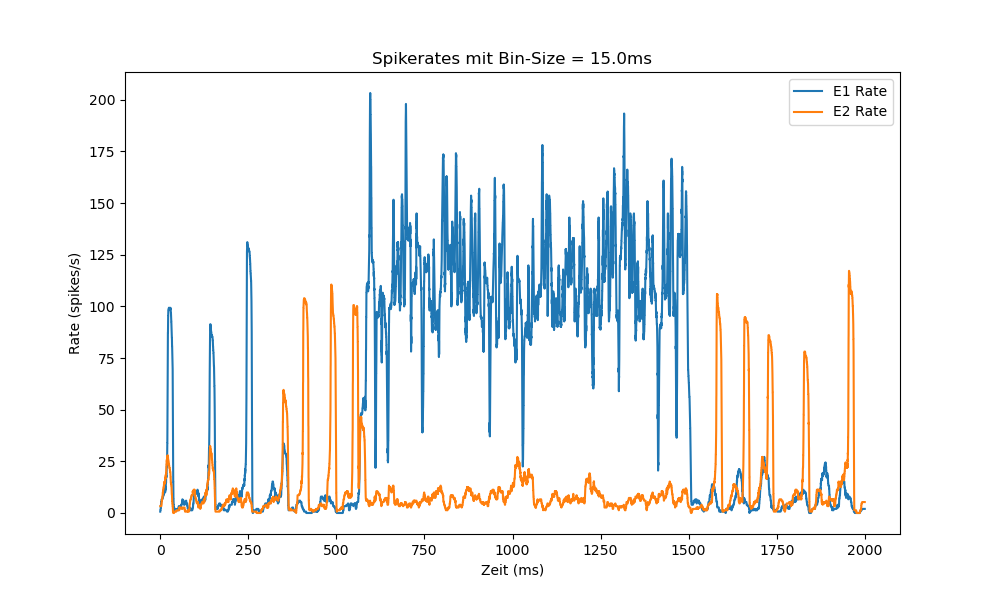 Spikerates mit Bin-Size = 15.0ms
E1 Rate
E2 Rate
Rate (spikes/s)
200
175
150
125
100
75
50
25
0
0 250 500 750 1000 1250 1500 1750 2000
Zeit (ms)